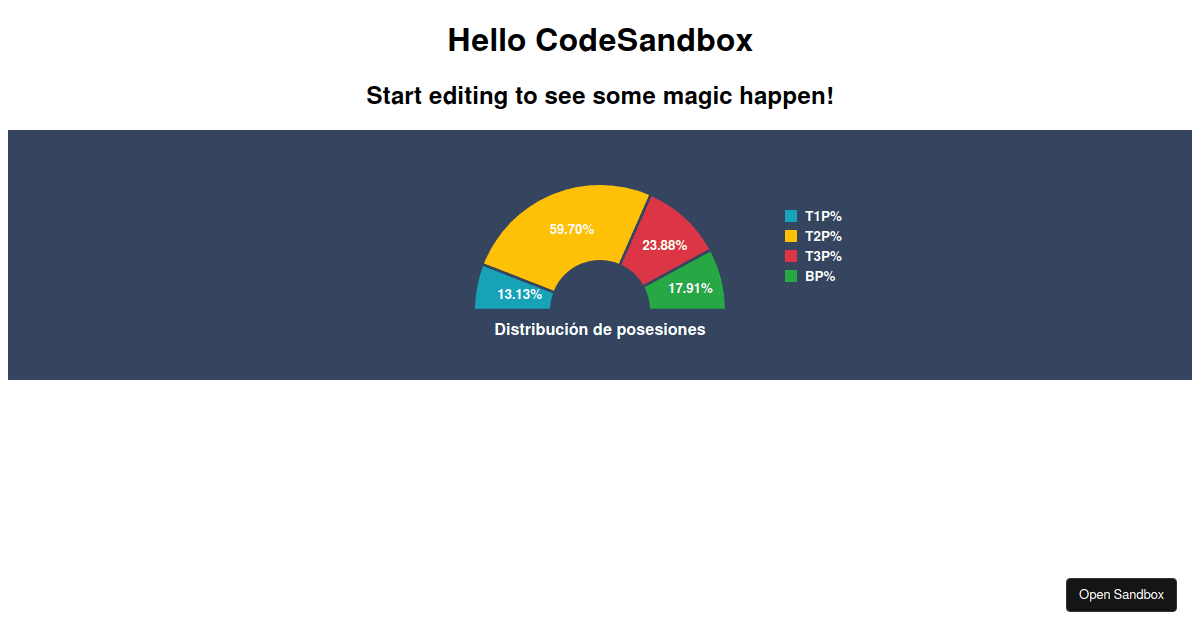 Hello CodeSandbox
Start editing to see some magic happen!
59.70%
23.88%
13.13%
17.91%
Distribución de posesiones
T1P%
T2P%
T3P%
BP%
Open Sandbox